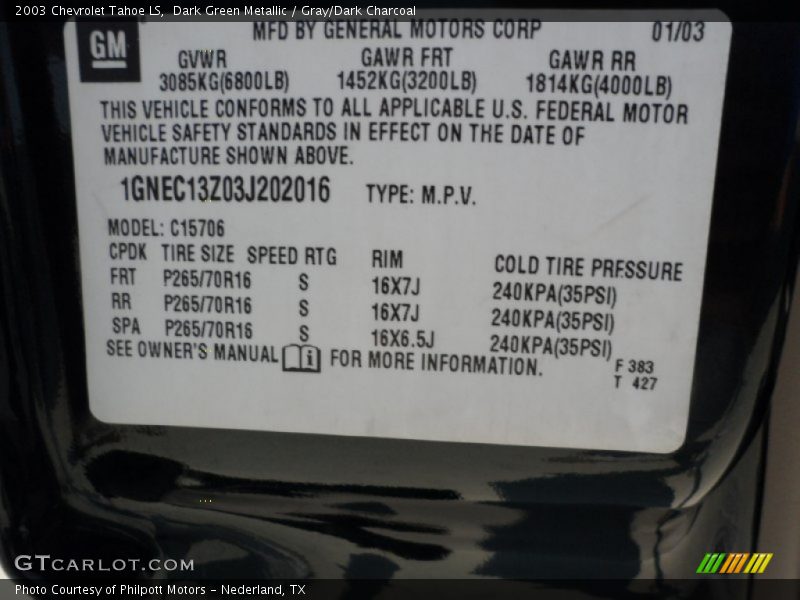 2003 Chevrolet Tahoe LS, Dark Green Metallic / Gray/Dark Charcoal
GM
MFD BY GENERAL MOTORS CORP 01/03
GVWR GAWR FRT GAWR RR
3085KG(6800LB) 1452KG(3200LB) 1814KG(4000LB)
THIS VEHICLE CONFORMS TO ALL APPLICABLE U.S. FEDERAL MOTOR
VEHICLE SAFETY STANDARDS IN EFFECT ON THE DATE OF
MANUFACTURE SHOWN ABOVE.
1GNEC13Z03J202016 TYPE: M.P.V.
MODEL: C15706
CPDK TIRE SIZE SPEED RTG RIM COLD TIRE PRESSURE
FRT P265/70R16 S 16X7J 240KPA(35PSI)
RR P265/70R16 S 16X7J 240KPA(35PSI)
SPA P265/70R16 S 16X6.5J 240KPA(35PSI)
SEE OWNER'S MANUAL i FOR MORE INFORMATION.
F 383
T 427
GTCARLOT.COM
Photo Courtesy of Philpott Motors - Nederland, TX